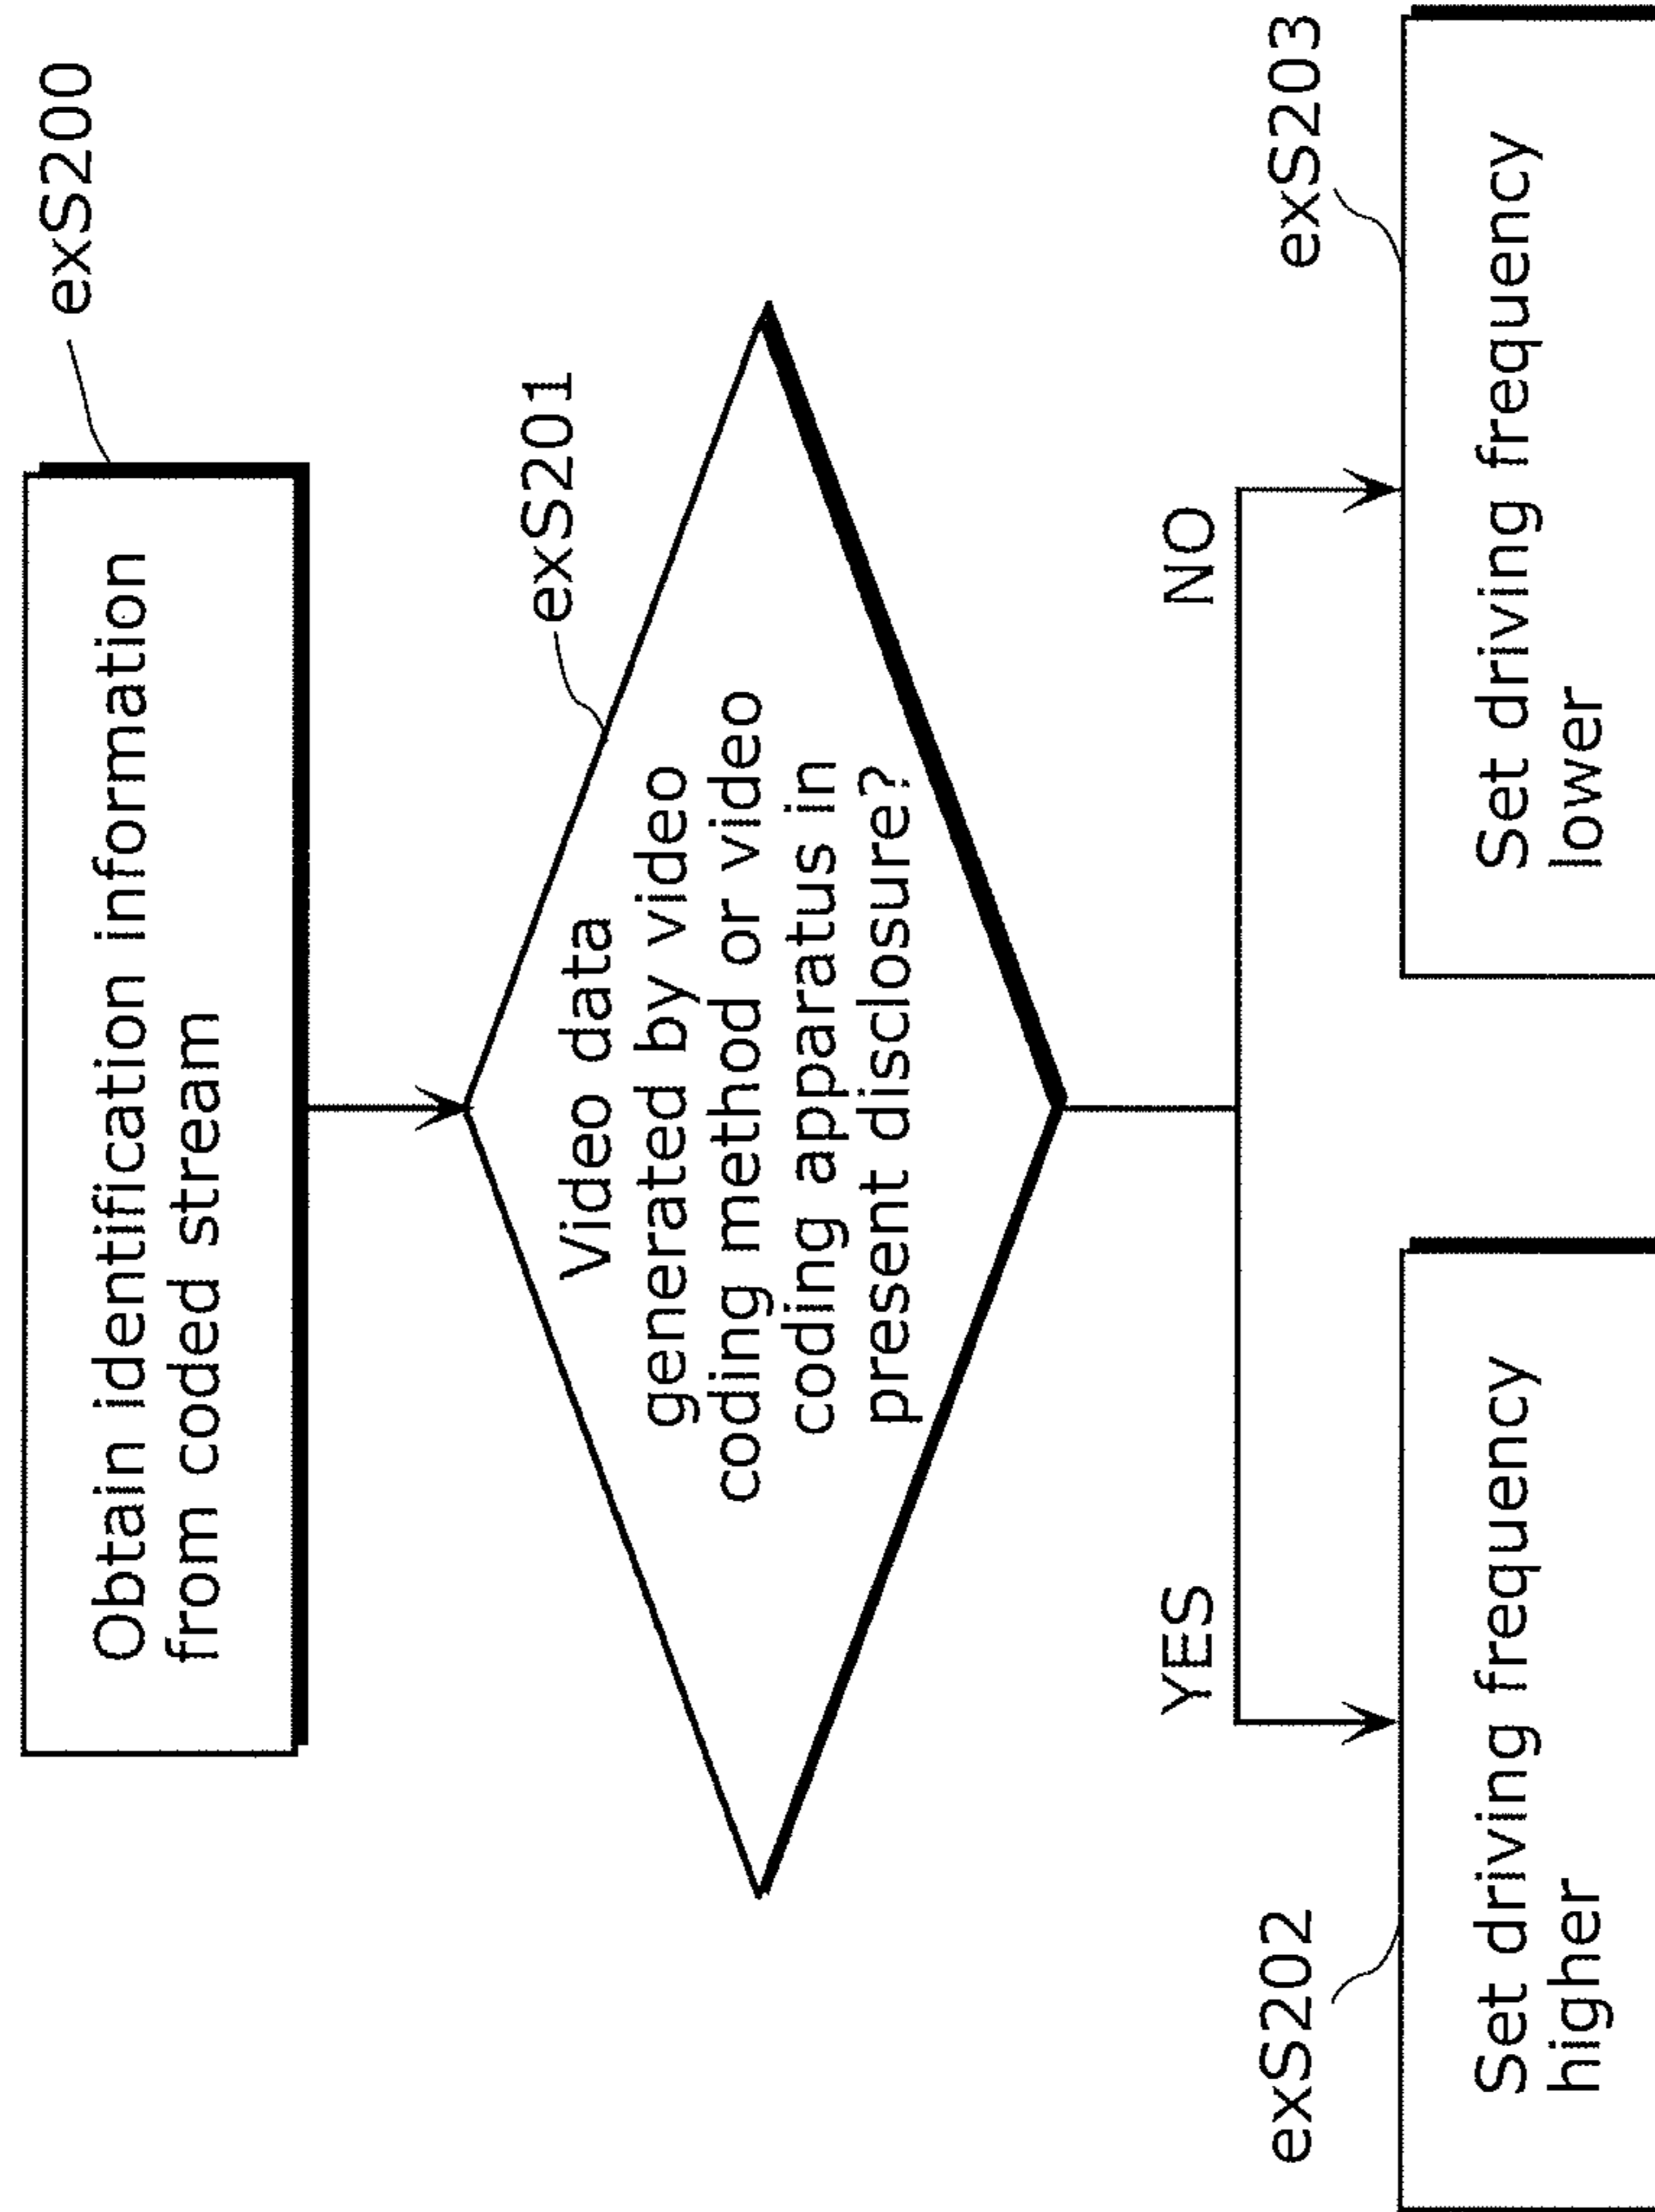 exS200
Obtain identification information
from coded stream
exS201
Video data
generated by video
coding method or video
coding apparatus in
present disclosure?
YES
NO
exS202
exS203
Set driving frequency
higher
Set driving frequency
lower